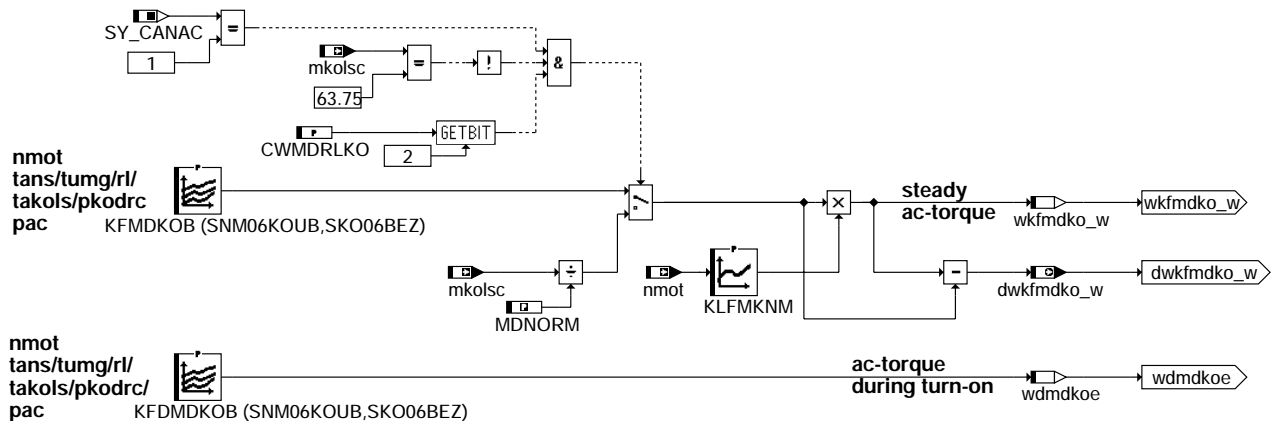 SY_CANAC
=
1
mkolsc
=
!
&
63.75
P
CWMDRLKO
GETBIT
2
nmot
tans/tumg/rl/
takols/pkodrc
pac
P
KFMDKOB (SNM06KOUB,SKO06BEZ)
steady
ac-torque
wkfmdko_w
wkfmdko_w
mkolsc
÷
P
MDNORM
nmot
P
KLFMKNM
×
−
dwkfmdko_w
dwkfmdko_w
nmot
tans/tumg/rl/
takols/pkodrc/
pac
P
KFDMDKOB (SNM06KOUB,SKO06BEZ)
ac-torque
during turn-on
wdmdkoe
wdmdkoe